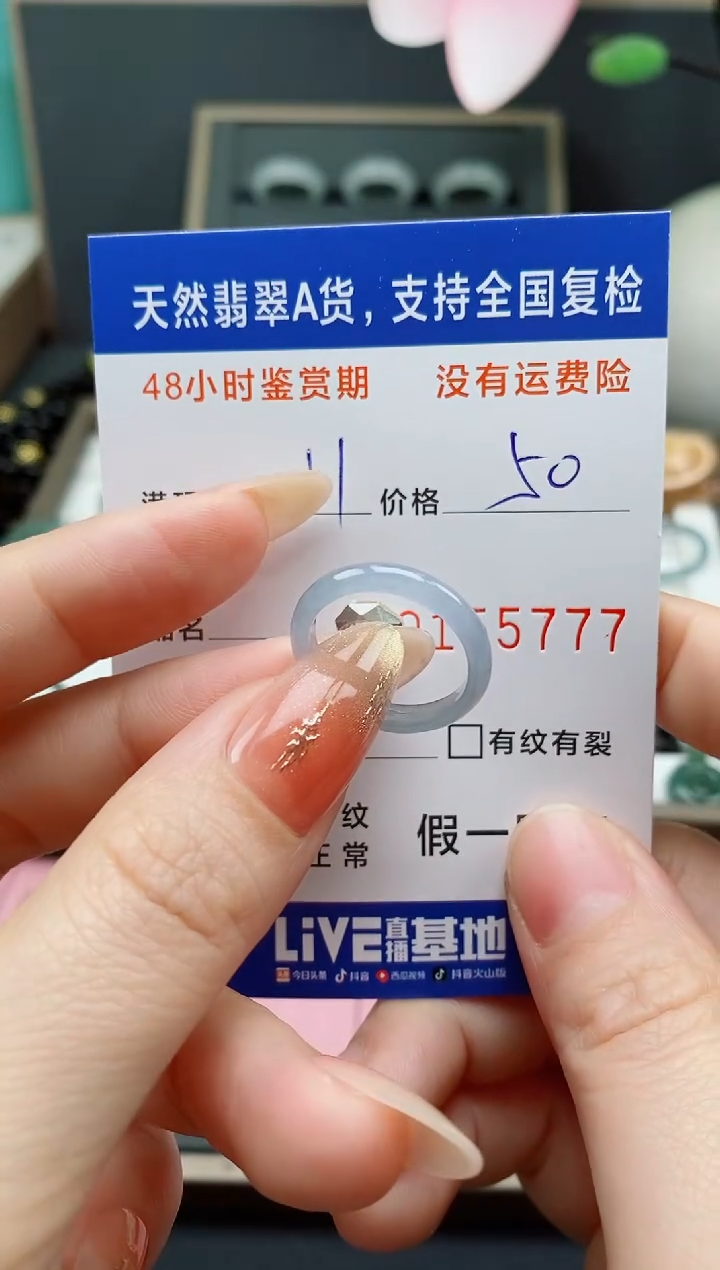 天然翡翠A货，支持全国复检
48小时鉴赏期 没有运费险
11 价格 50
名 5777
□有纹有裂
纹 假一
正常
LiVE直播基地
今日头条 抖音 西瓜视频 抖音火山版